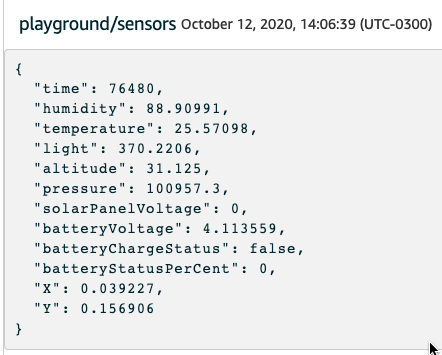 playground/sensors October 12, 2020, 14:06:39 (UTC-0300)
{
"time": 76480,
"humidity": 88.90991,
"temperature": 25.57098,
"light": 370.2206,
"altitude": 31.125,
"pressure": 100957.3,
"solarPanelVoltage": 0,
"batteryVoltage": 4.113559,
"batteryChargeStatus": false,
"batteryStatusPerCent": 0,
"X": 0.039227,
"Y": 0.156906
}